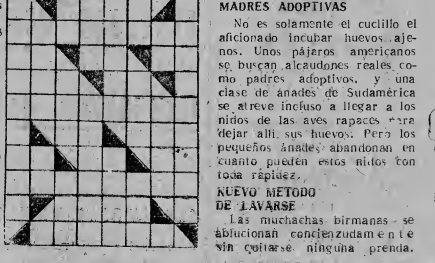 MADRES ADOPTIVAS
No es solamente el cuclillo el
aficionado incubar huevos aje-
nos. Unos pájaros americanos
se buscan alcaudones reales co-
mo padres adoptivos, y una
clase de ánades de Sudamérica
se atreve incluso a llegar a los
nidos de las aves rapaces para
dejar allí sus huevos. Pero los
pequeños ánades abandonan en
cuanto pueden estos nidos con
toda rápidez.
NUEVO METODO
DE LAVARSE
Las muchachas birmanas se
ablucionan concienzudamente
sin quitarse ninguna prenda.